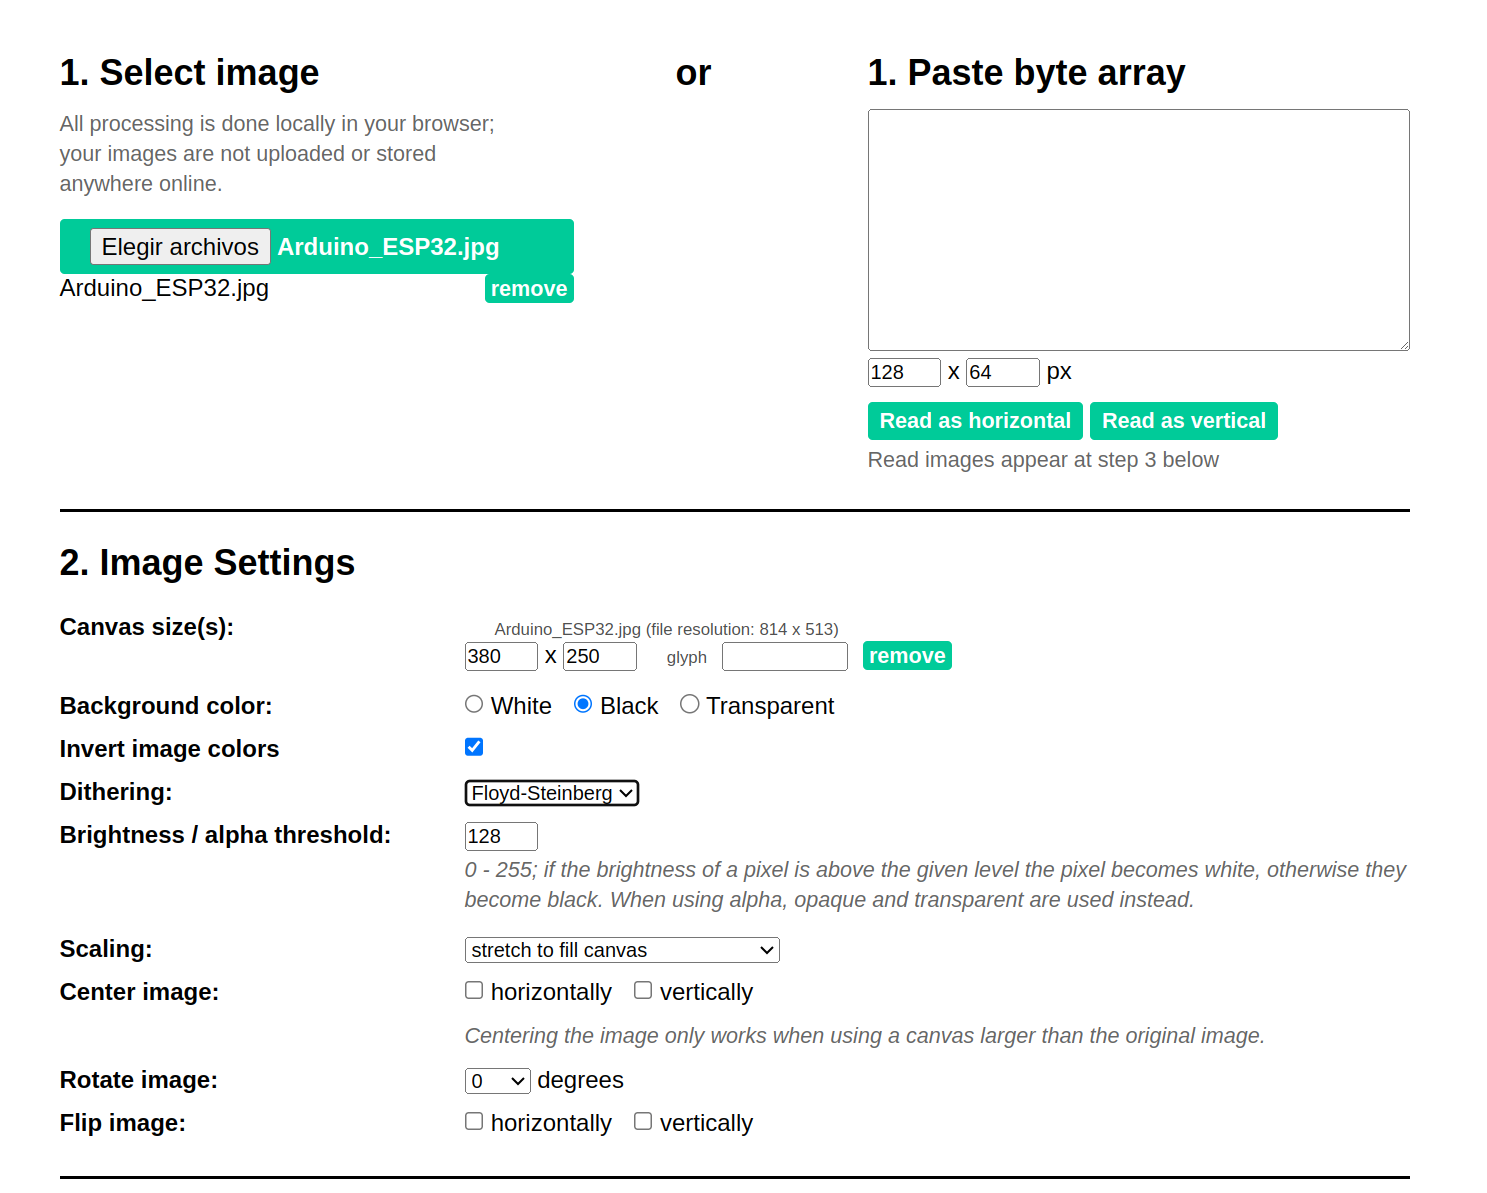 1. Select image
All processing is done locally in your browser;
your images are not uploaded or stored
anywhere online.
Elegir archivos Arduino_ESP32.jpg
Arduino_ESP32.jpg remove
or
1. Paste byte array
128 x 64 px
Read as horizontal Read as vertical
Read images appear at step 3 below
2. Image Settings
Canvas size(s):
Arduino_ESP32.jpg (file resolution: 814 x 513)
380 x 250 glyph remove
Background color: White Black Transparent
Invert image colors
Dithering: Floyd-Steinberg
Brightness / alpha threshold: 128
0 - 255; if the brightness of a pixel is above the given level the pixel becomes white, otherwise they
become black. When using alpha, opaque and transparent are used instead.
Scaling: stretch to fill canvas
Center image: horizontally vertically
Centering the image only works when using a canvas larger than the original image.
Rotate image: 0 degrees
Flip image: horizontally vertically